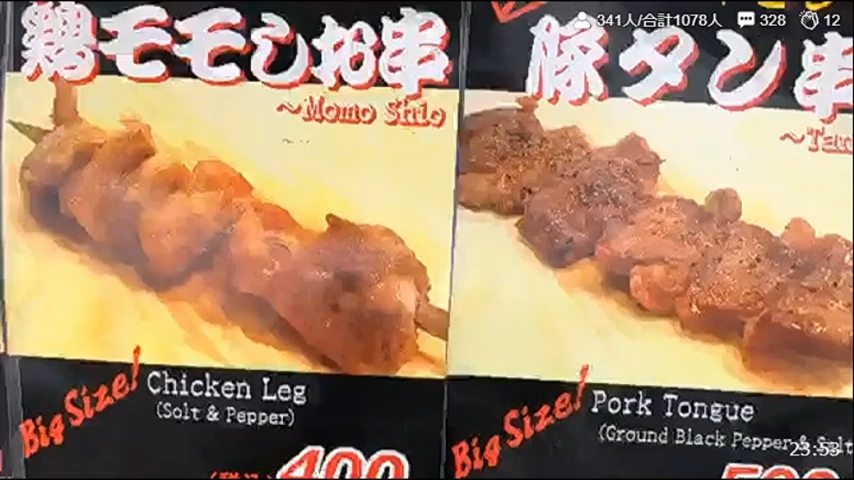 341人/合計1078人 328 12
鶏モモしお串
~Momo Shio
豚タン串
Big Size!
Chicken Leg
(Solt & Pepper)
400
Big Size!
Pork Tongue
(Ground Black Pepper & Salt
23:53